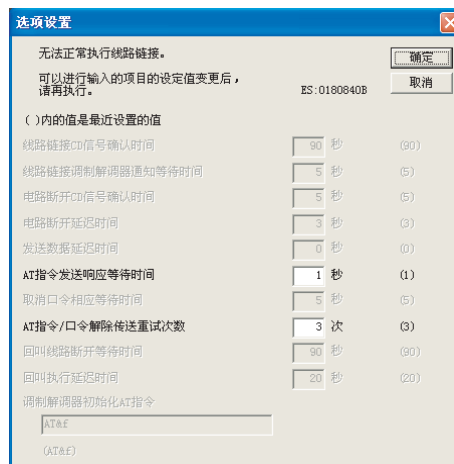 选项设置
无法正常执行线路链接。
确定
可以进行输入的项目的设定值变更后，
请再执行。
ES:0180840B
取消
( )内的值是最近设置的值
线路链接CD信号确认时间 90 秒 (90)
线路链接调制解调器通知等待时间 5 秒 (5)
电路断开CD信号确认时间 5 秒 (5)
电路断开延迟时间 3 秒 (3)
发送数据延迟时间 0 秒 (0)
AT指令发送响应等待时间 1 秒 (1)
取消口令相应等待时间 5 秒 (5)
AT指令/口令解除传送重试次数 3 次 (3)
回叫线路断开等待时间 90 秒 (90)
回叫执行延迟时间 20 秒 (20)
调制解调器初始化AT指令
AT&f
(AT&f)